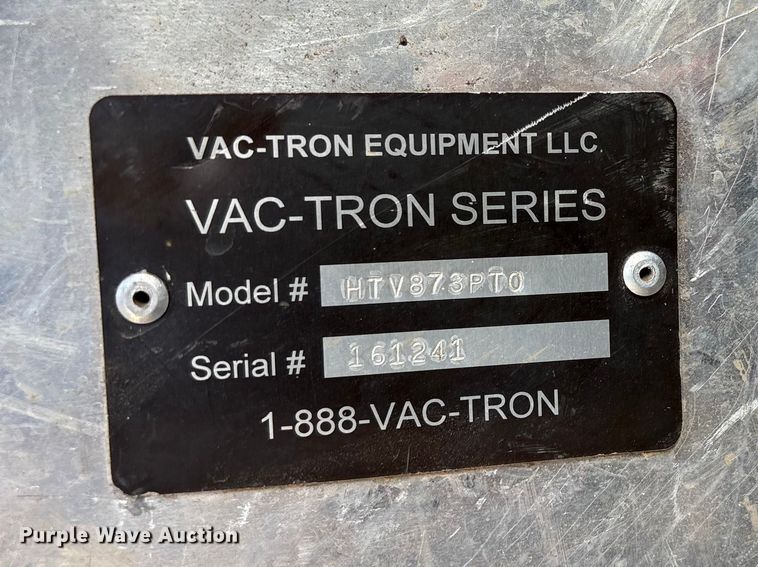 VAC-TRON EQUIPMENT LLC
VAC-TRON SERIES
Model # HTV873PTO
Serial # 161241
1-888-VAC-TRON
Purple Wave Auction